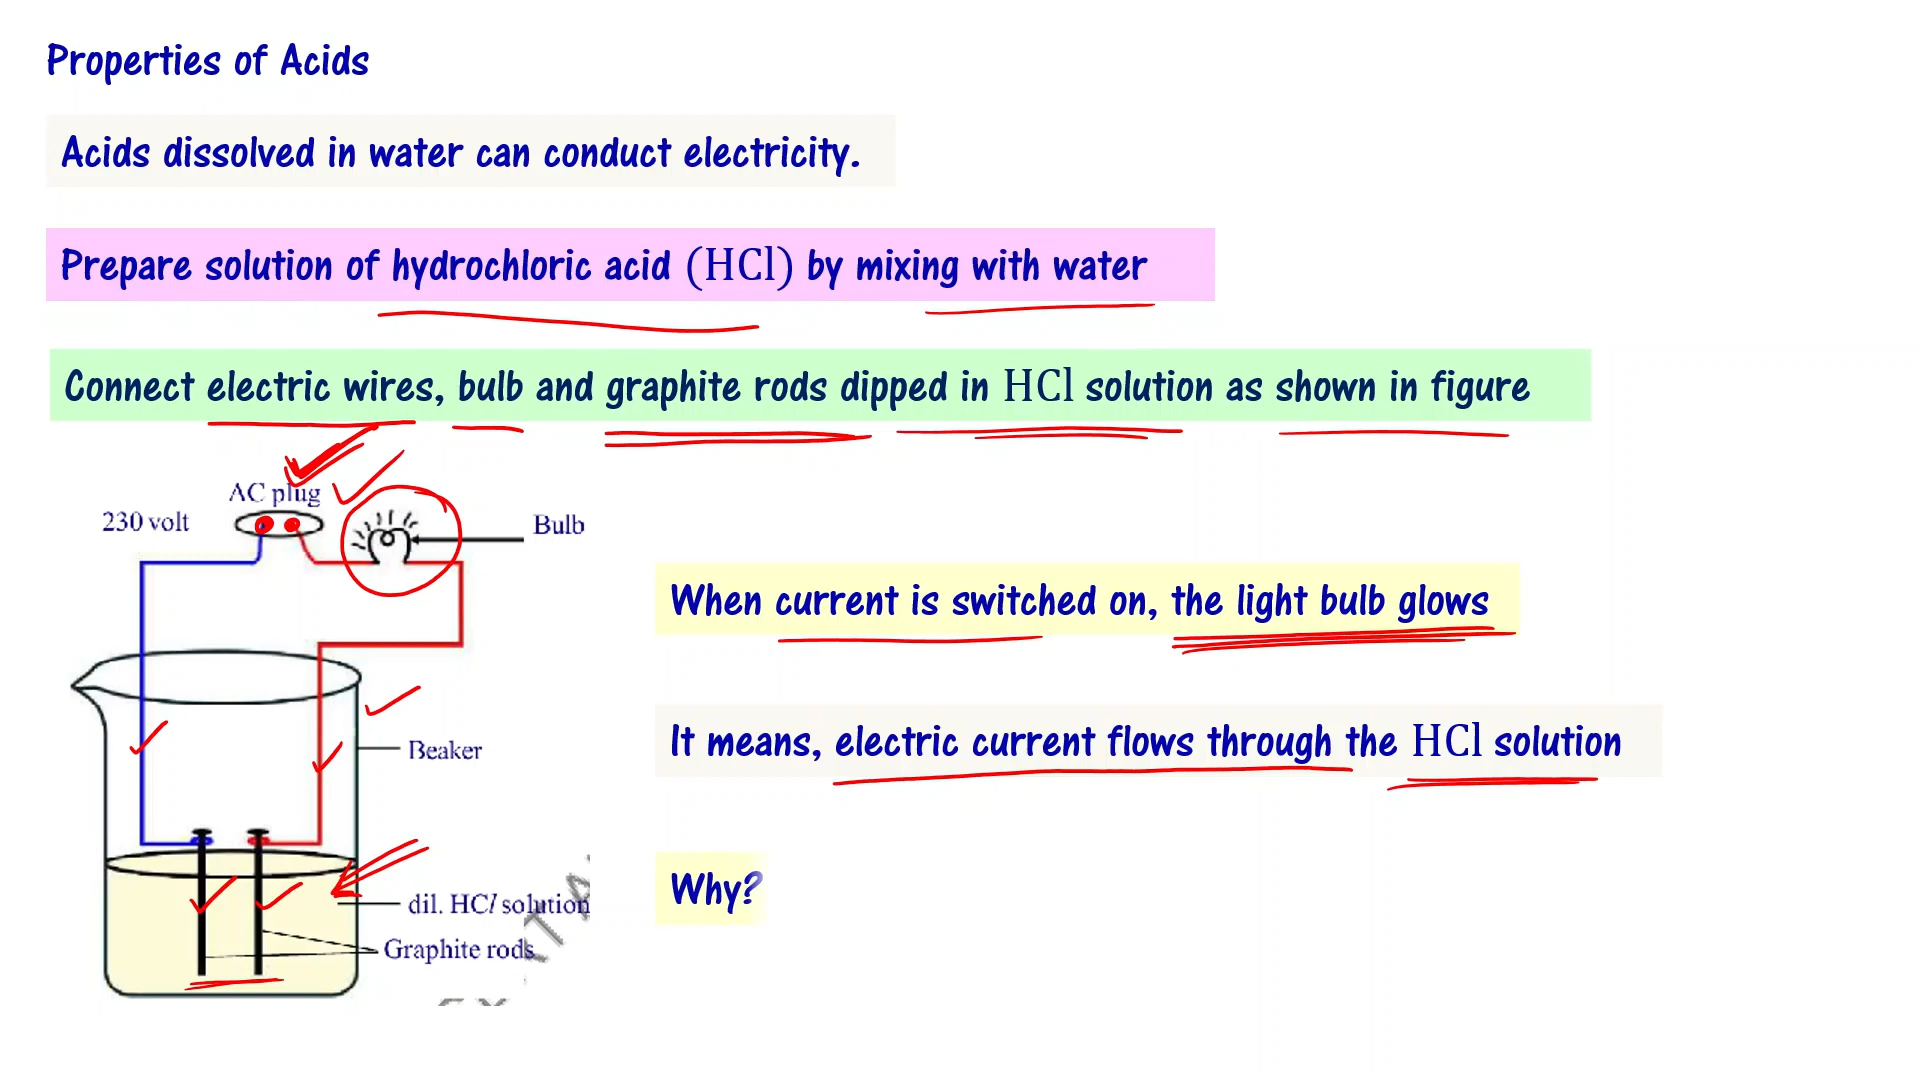 Properties of Acids
Acids dissolved in water can conduct electricity.
Prepare solution of hydrochloric acid (HCl) by mixing with water
Connect electric wires, bulb and graphite rods dipped in HCl solution as shown in figure
AC plug
230 volt
Bulb
When current is switched on, the light bulb glows
It means, electric current flows through the HCl solution
Beaker
Why?
dil. HCl solution
Graphite rods